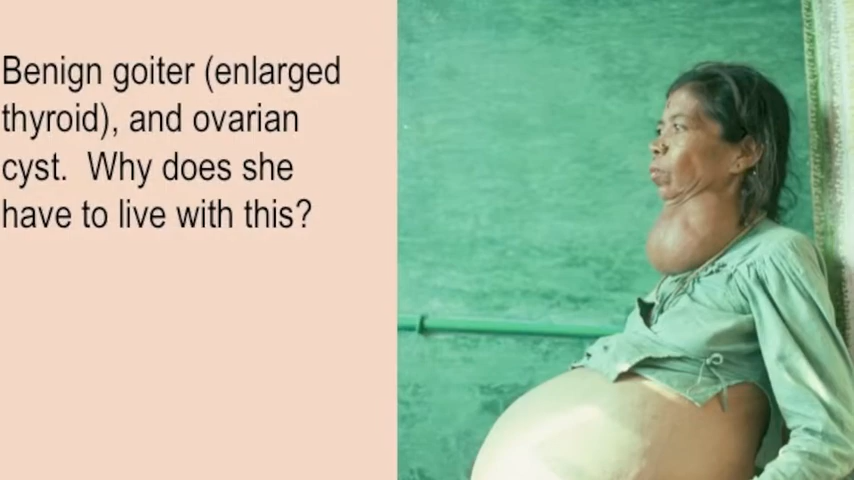 Benign goiter (enlarged
thyroid), and ovarian
cyst.  Why does she
have to live with this?